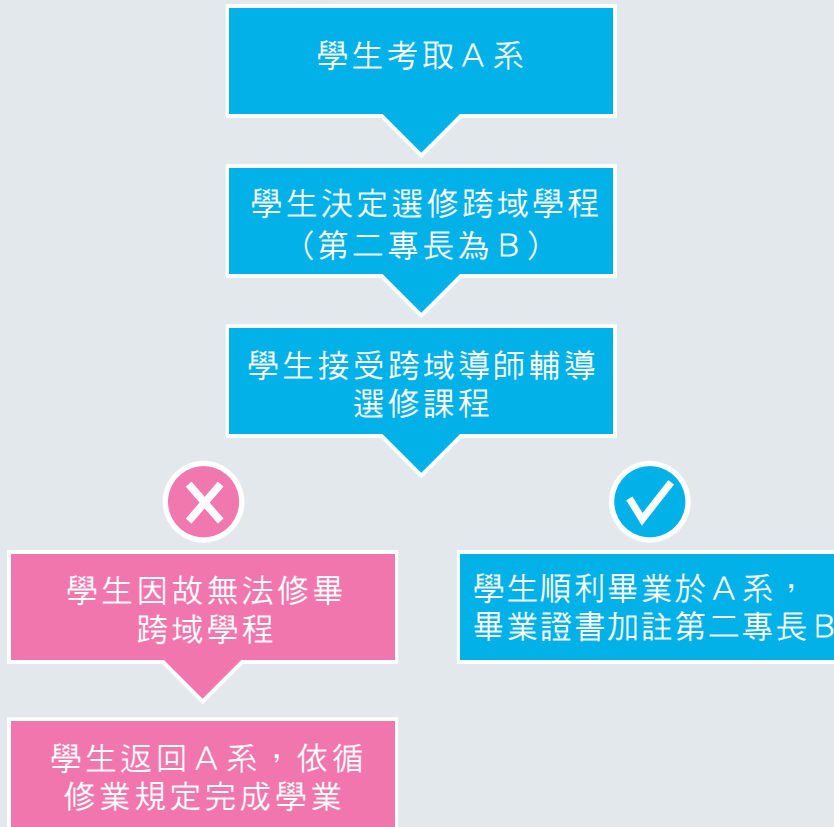 學生考取A系
學生決定選修跨域學程
（第二專長為B）
學生接受跨域導師輔導
選修課程
學生因故無法修畢
跨域學程
學生順利畢業於A系，
畢業證書加註第二專長B
學生返回A系，依循
修業規定完成學業